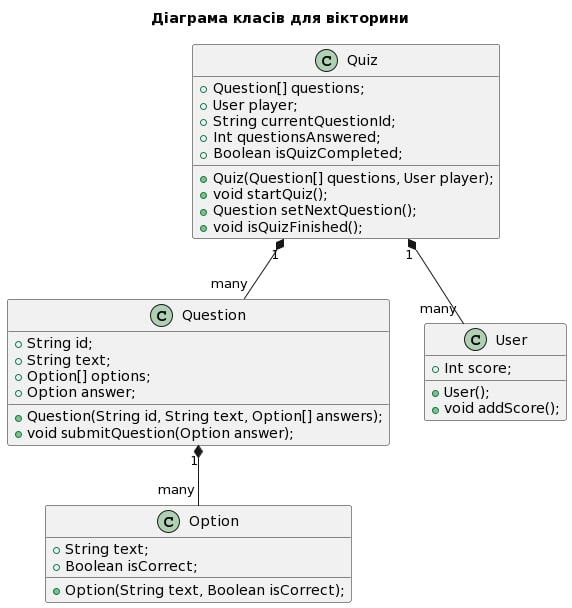 Діаграма класів для вікторини
C Quiz
Question[] questions;
User player;
String currentQuestionId;
Int questionsAnswered;
Boolean isQuizCompleted;
Quiz(Question[] questions, User player);
void startQuiz();
Question setNextQuestion();
void isQuizFinished();
1
1
many
many
C Question
String id;
String text;
Option[] options;
Option answer;
Question(String id, String text, Option[] answers);
void submitQuestion(Option answer);
C User
Int score;
User();
void addScore();
1
many
C Option
String text;
Boolean isCorrect;
Option(String text, Boolean isCorrect);